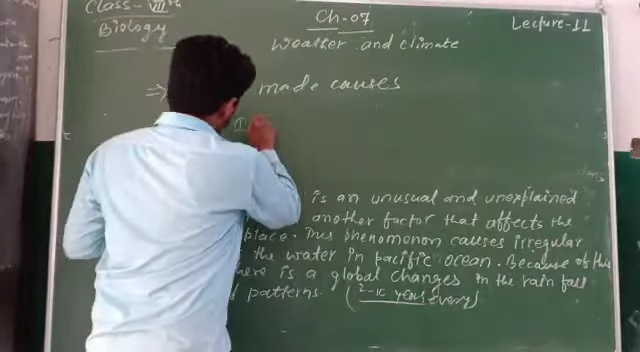 Class - VIIth
Biology
Ch-07
Lecture-11
Weather and climate
⇒ made causes
①
is an unusual and unexplained
another factor that affects the
place. This phenomenon causes irregular
the water in pacific ocean. Because of this
here is a global changes in the rain fall
patterns. (2-10 years every)